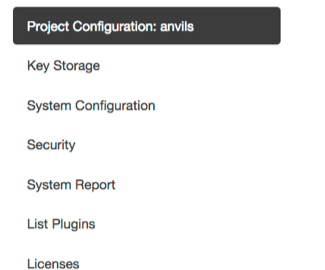 Project Configuration: anvils
Key Storage
System Configuration
Security
System Report
List Plugins
Licenses